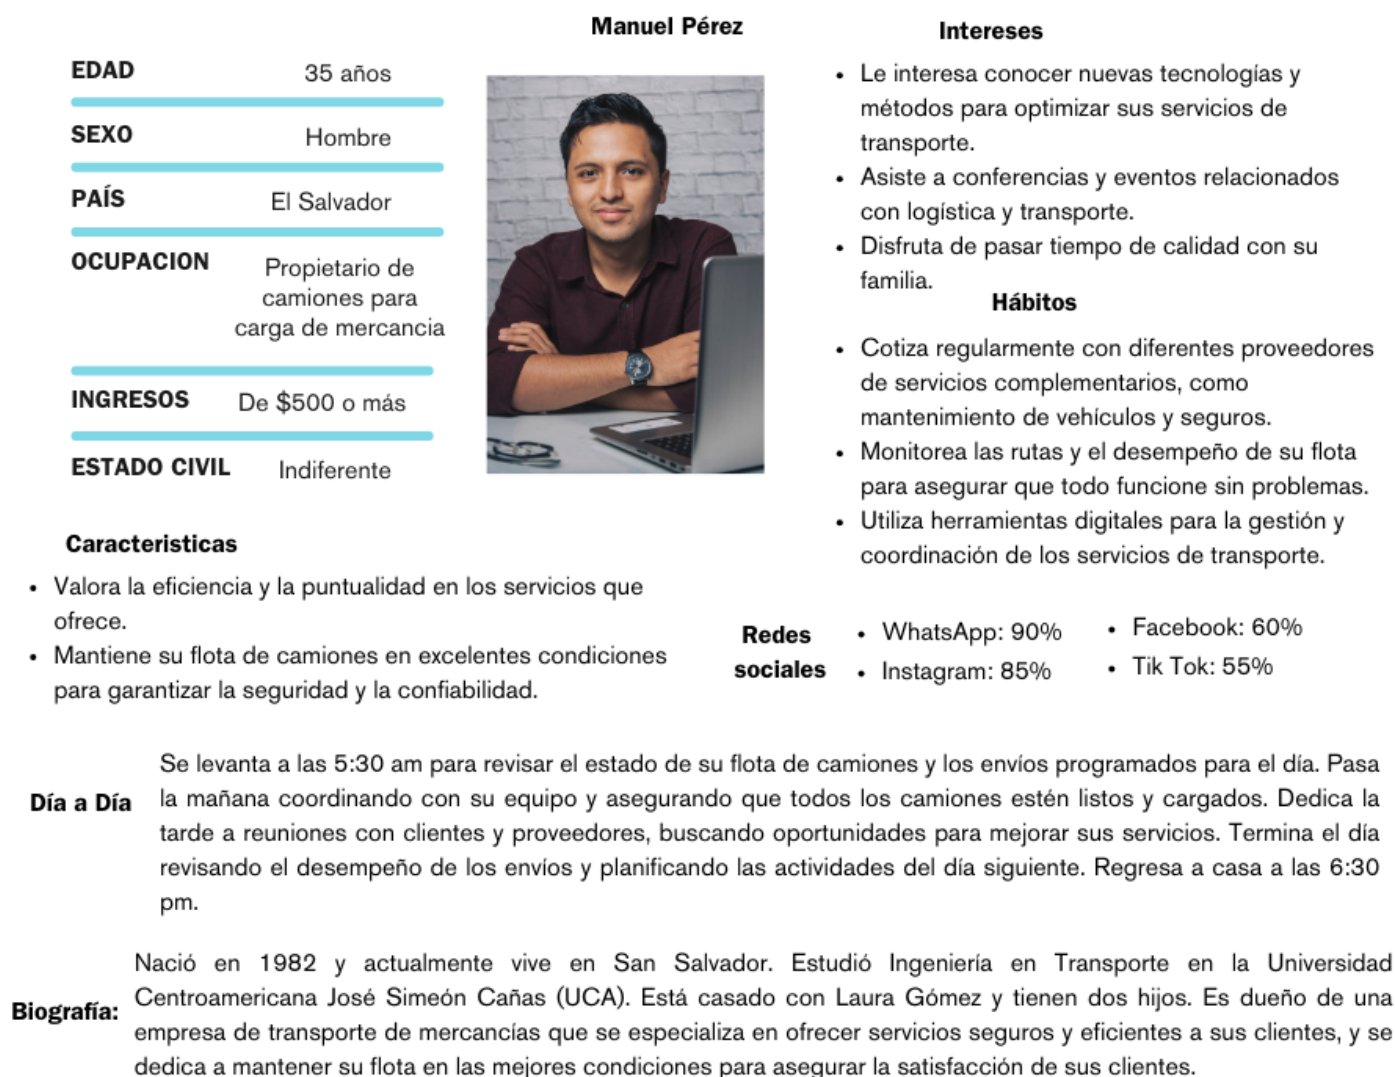 Manuel Pérez
EDAD 35 años
SEXO Hombre
PAÍS El Salvador
OCUPACION Propietario de
camiones para
carga de mercancia
INGRESOS De $500 o más
ESTADO CIVIL Indiferente
Intereses
• Le interesa conocer nuevas tecnologías y
métodos para optimizar sus servicios de
transporte.
• Asiste a conferencias y eventos relacionados
con logística y transporte.
• Disfruta de pasar tiempo de calidad con su
familia.
Hábitos
• Cotiza regularmente con diferentes proveedores
de servicios complementarios, como
mantenimiento de vehículos y seguros.
• Monitorea las rutas y el desempeño de su flota
para asegurar que todo funcione sin problemas.
• Utiliza herramientas digitales para la gestión y
coordinación de los servicios de transporte.
Caracteristicas
• Valora la eficiencia y la puntualidad en los servicios que
ofrece.
• Mantiene su flota de camiones en excelentes condiciones
para garantizar la seguridad y la confiabilidad.
Redes
sociales
• WhatsApp: 90%
• Instagram: 85%
• Facebook: 60%
• Tik Tok: 55%
Día a Día
Se levanta a las 5:30 am para revisar el estado de su flota de camiones y los envíos programados para el día. Pasa
la mañana coordinando con su equipo y asegurando que todos los camiones estén listos y cargados. Dedica la
tarde a reuniones con clientes y proveedores, buscando oportunidades para mejorar sus servicios. Termina el día
revisando el desempeño de los envíos y planificando las actividades del día siguiente. Regresa a casa a las 6:30
pm.
Biografía:
Nació en 1982 y actualmente vive en San Salvador. Estudió Ingeniería en Transporte en la Universidad
Centroamericana José Simeón Cañas (UCA). Está casado con Laura Gómez y tienen dos hijos. Es dueño de una
empresa de transporte de mercancías que se especializa en ofrecer servicios seguros y eficientes a sus clientes, y se
dedica a mantener su flota en las mejores condiciones para asegurar la satisfacción de sus clientes.